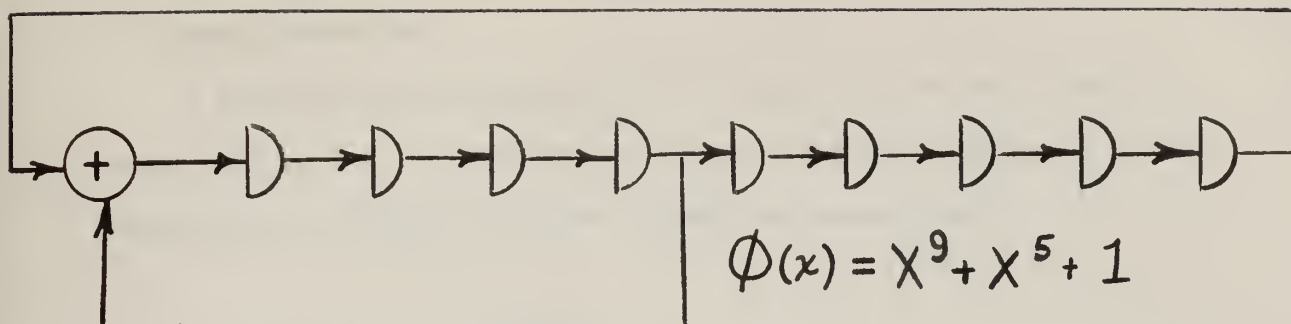 +
Φ(x) = X⁹ + X⁵ + 1